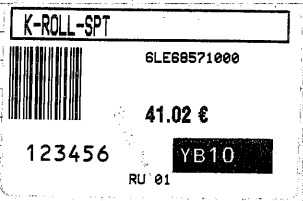 K-ROLL-SPT
6LE68571000
41.02 €
123456
YB10
RU 01